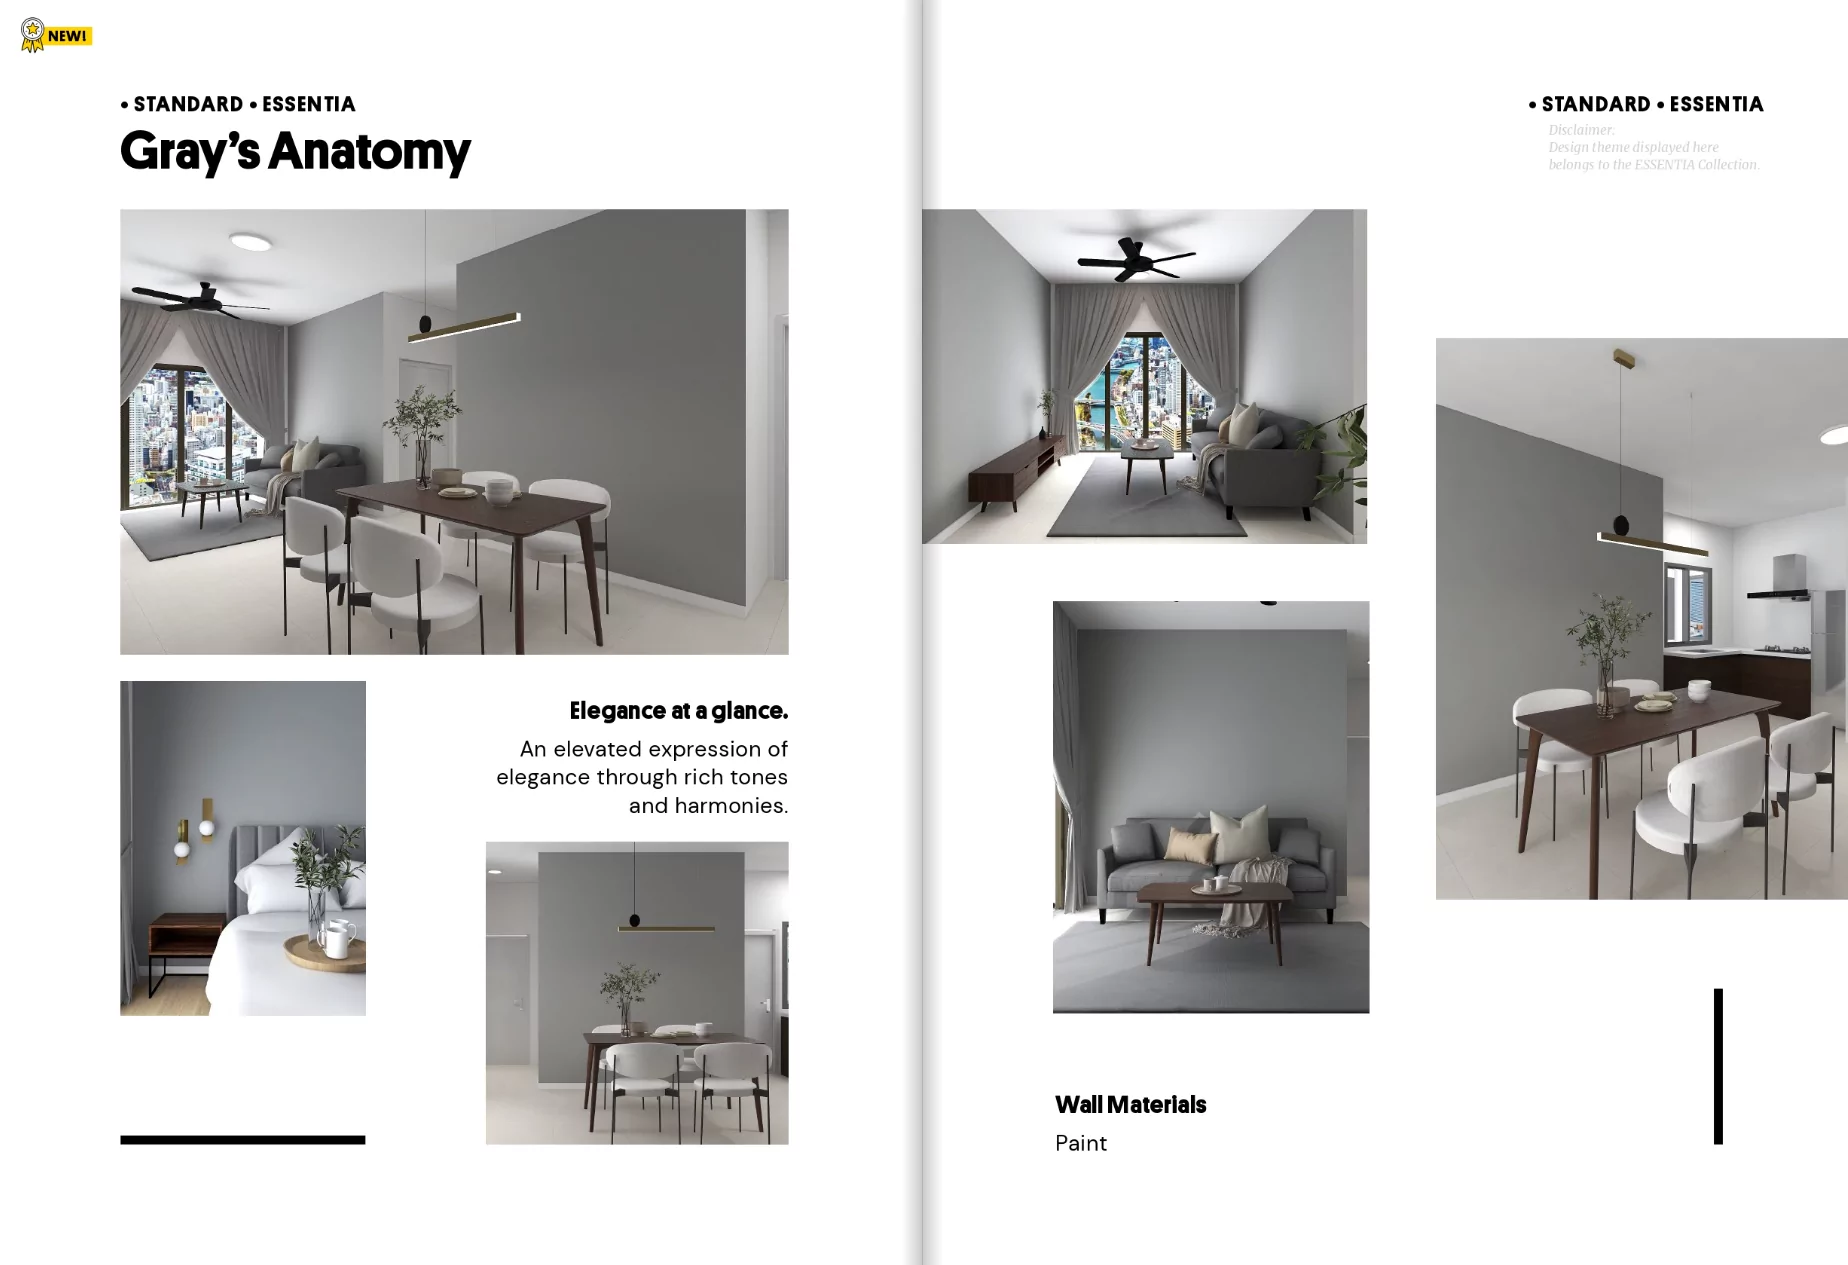 NEW!
• STANDARD • ESSENTIA
Gray's Anatomy
Elegance at a glance.
An elevated expression of
elegance through rich tones
and harmonies.
• STANDARD • ESSENTIA
Disclaimer:
Design theme displayed here
belongs to the ESSENTIA Collection.
Wall Materials
Paint